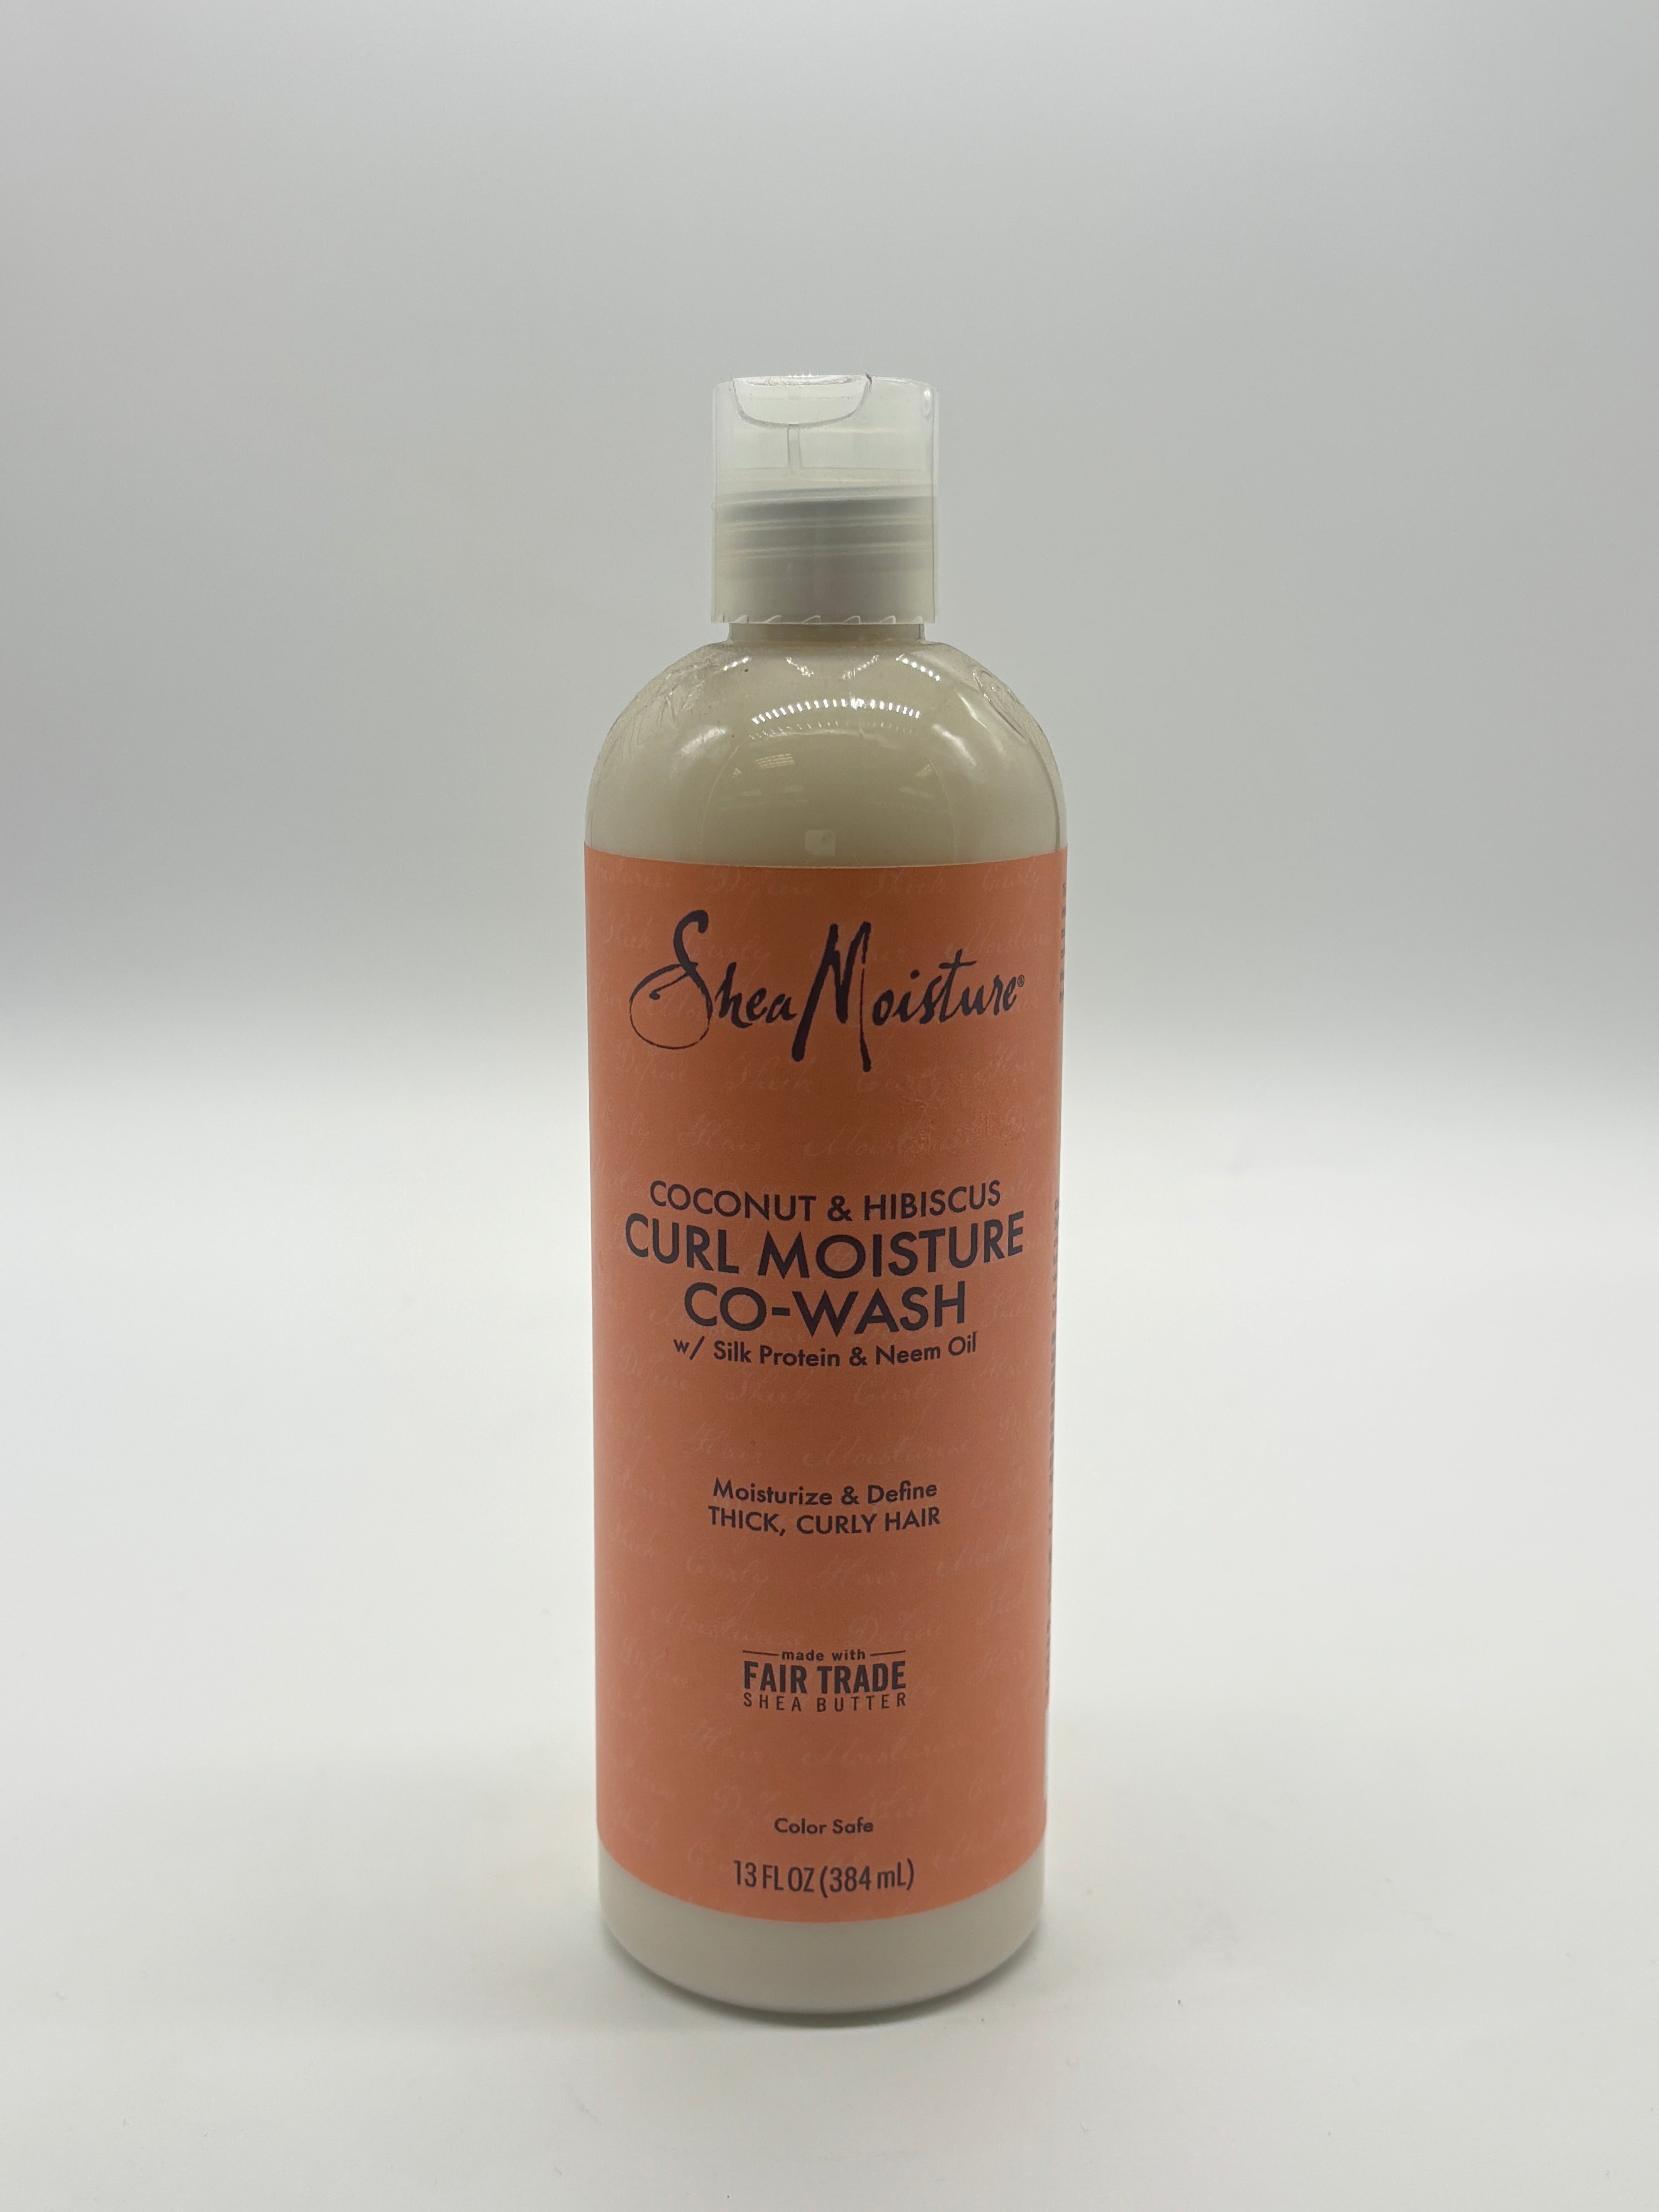 SheaMoisture®
COCONUT & HIBISCUS
CURL MOISTURE
CO-WASH
w/ Silk Protein & Neem Oil
Moisturize & Define
THICK, CURLY HAIR
made with
FAIR TRADE
SHEA BUTTER
Color Safe
13 FL OZ (384 mL)